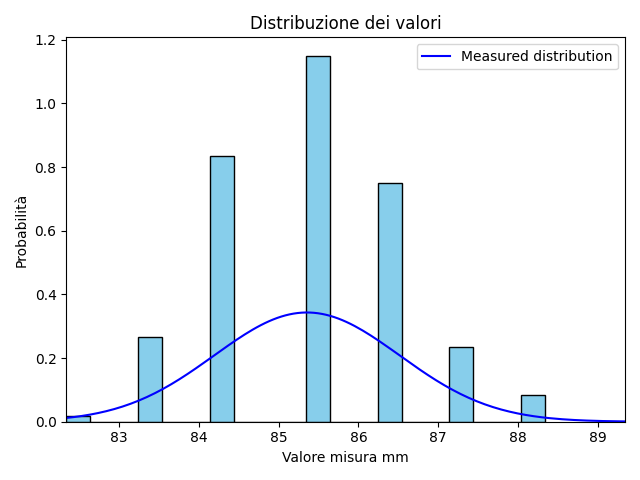 Distribuzione dei valori
Measured distribution
1.2
1.0
0.8
0.6
0.4
0.2
0.0
Probabilità
83 84 85 86 87 88 89
Valore misura mm